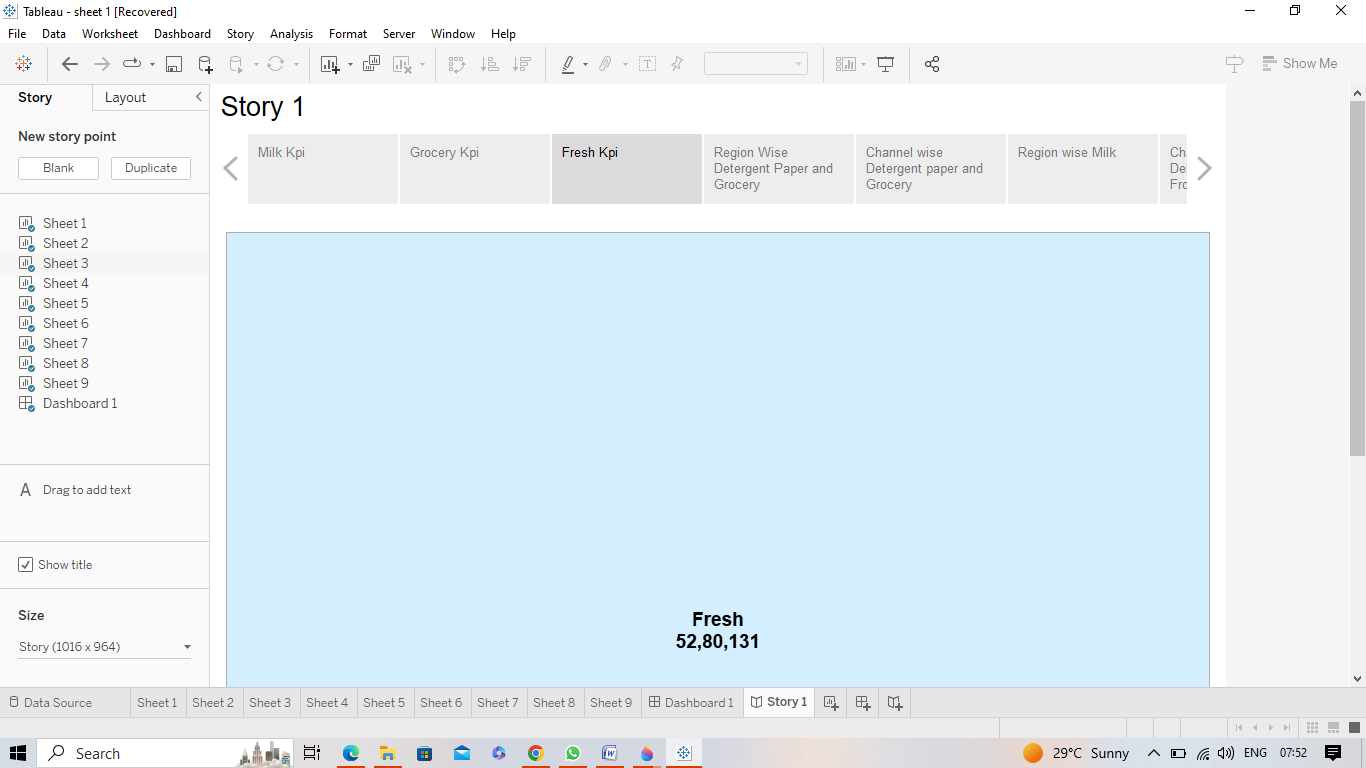 Tableau - sheet 1 [Recovered]
File Data Worksheet Dashboard Story Analysis Format Server Window Help
Show Me
Story Layout
New story point
Blank Duplicate
Sheet 1
Sheet 2
Sheet 3
Sheet 4
Sheet 5
Sheet 6
Sheet 7
Sheet 8
Sheet 9
Dashboard 1
A Drag to add text
Show title
Size
Story (1016 x 964)
Story 1
Milk Kpi
Grocery Kpi
Fresh Kpi
Region Wise
Detergent Paper and
Grocery
Channel wise
Detergent paper and
Grocery
Region wise Milk
Fresh
52,80,131
Data Source Sheet 1 Sheet 2 Sheet 3 Sheet 4 Sheet 5 Sheet 6 Sheet 7 Sheet 8 Sheet 9 Dashboard 1 Story 1
Search
29°C Sunny ENG 07:52